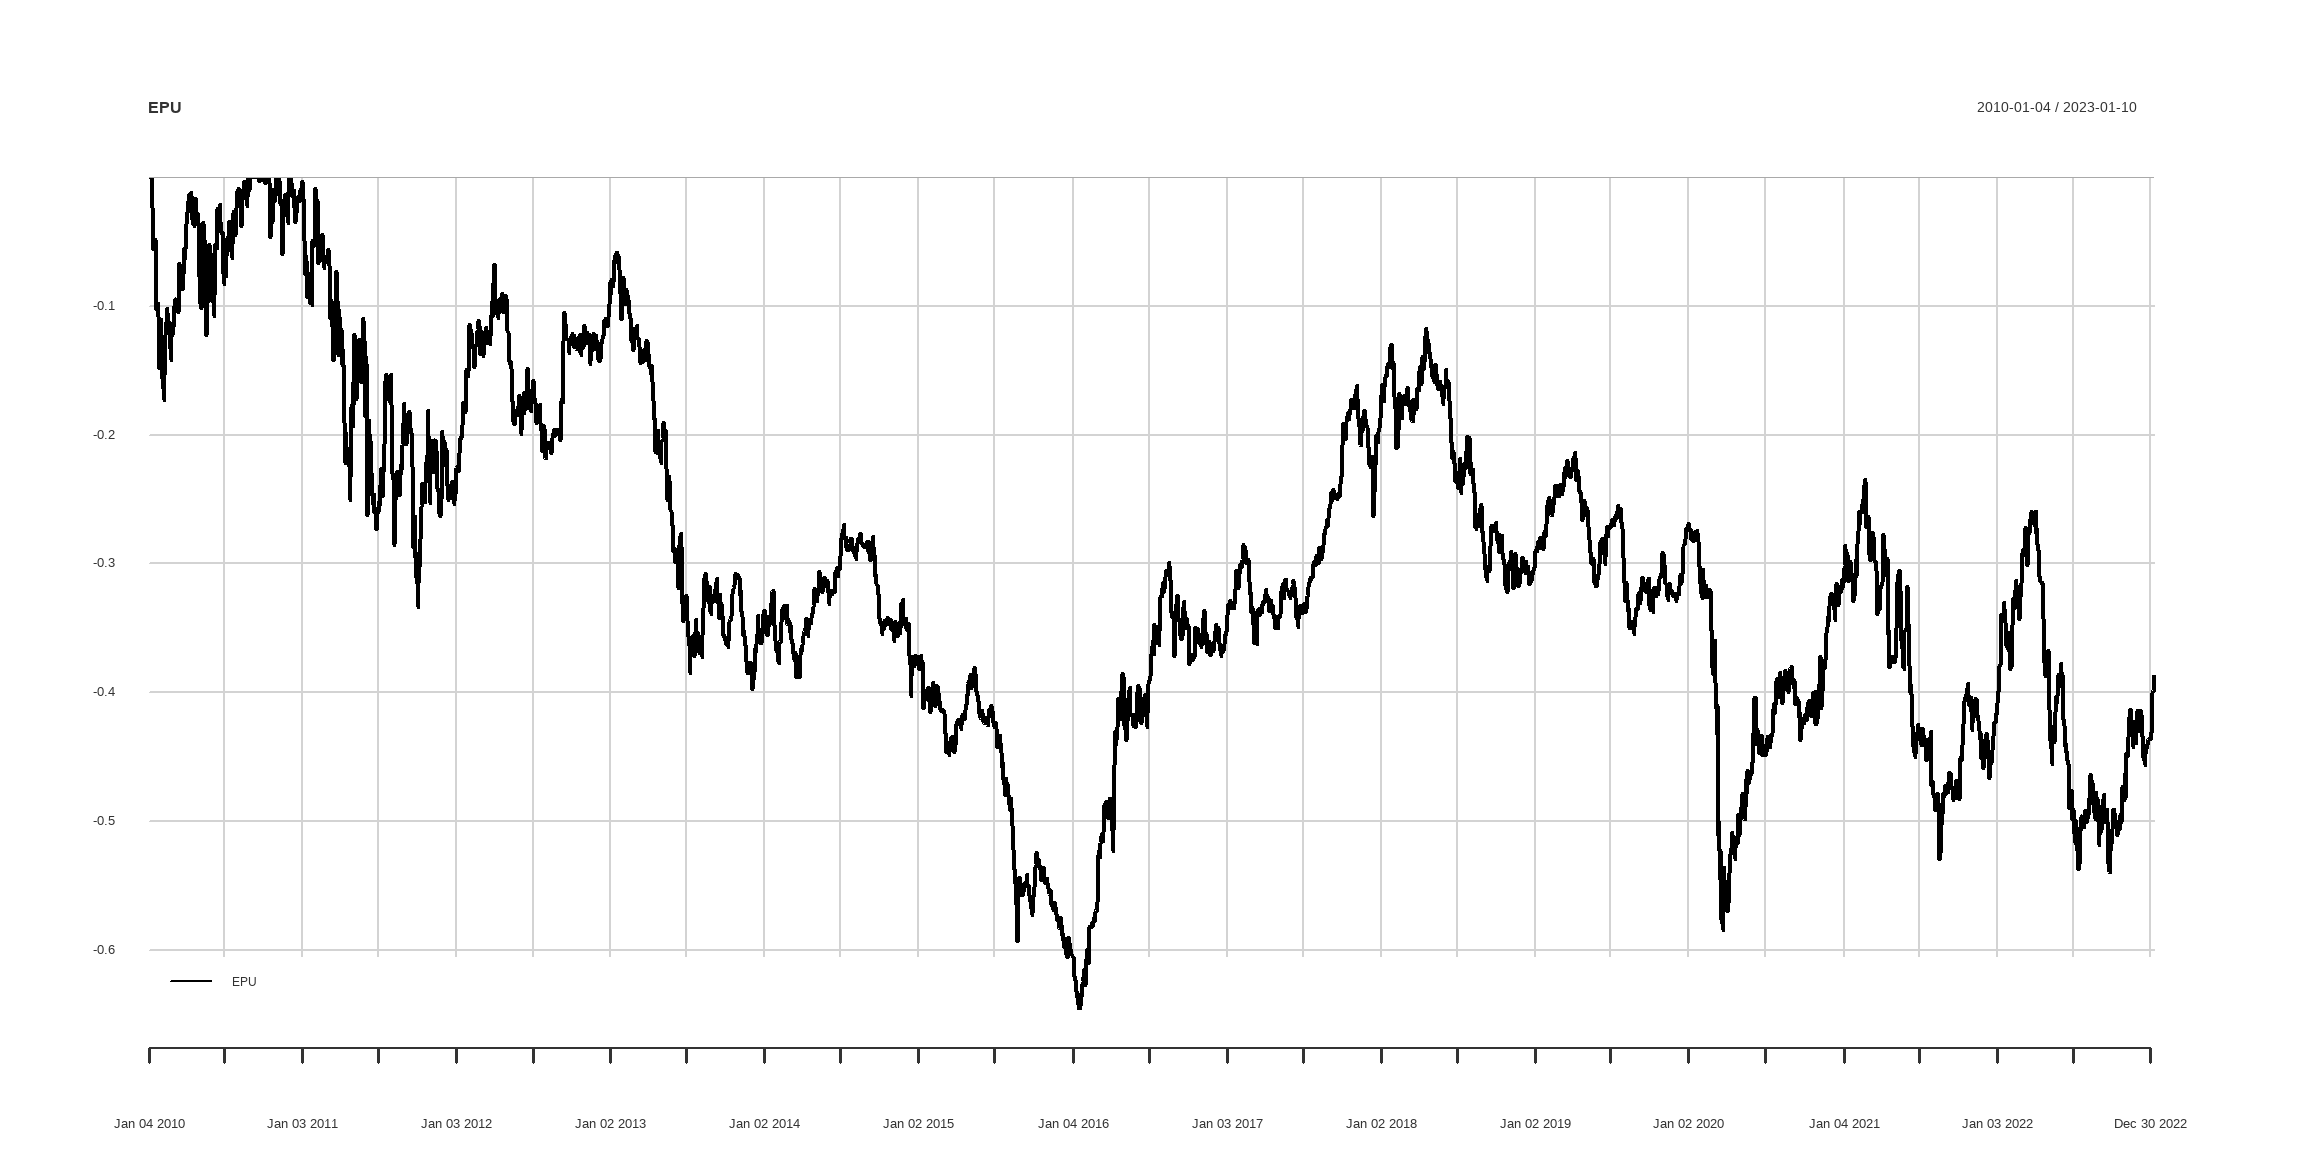 EPU
2010-01-04 / 2023-01-10
-0.1
-0.2
-0.3
-0.4
-0.5
-0.6
EPU
Jan 04 2010
Jan 03 2011
Jan 03 2012
Jan 02 2013
Jan 02 2014
Jan 02 2015
Jan 04 2016
Jan 03 2017
Jan 02 2018
Jan 02 2019
Jan 02 2020
Jan 04 2021
Jan 03 2022
Dec 30 2022